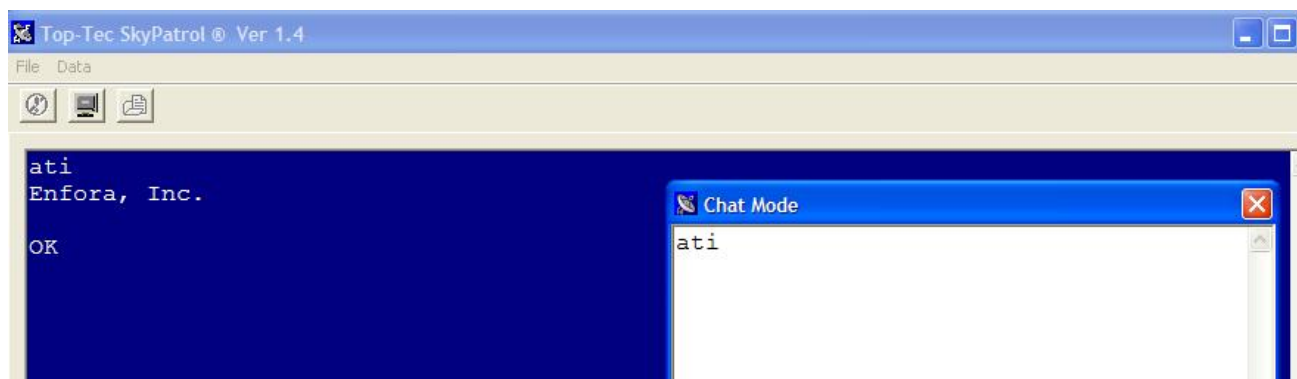 Top-Tec SkyPatrol ® Ver 1.4
File Data
ati
Enfora, Inc.
OK
Chat Mode
ati